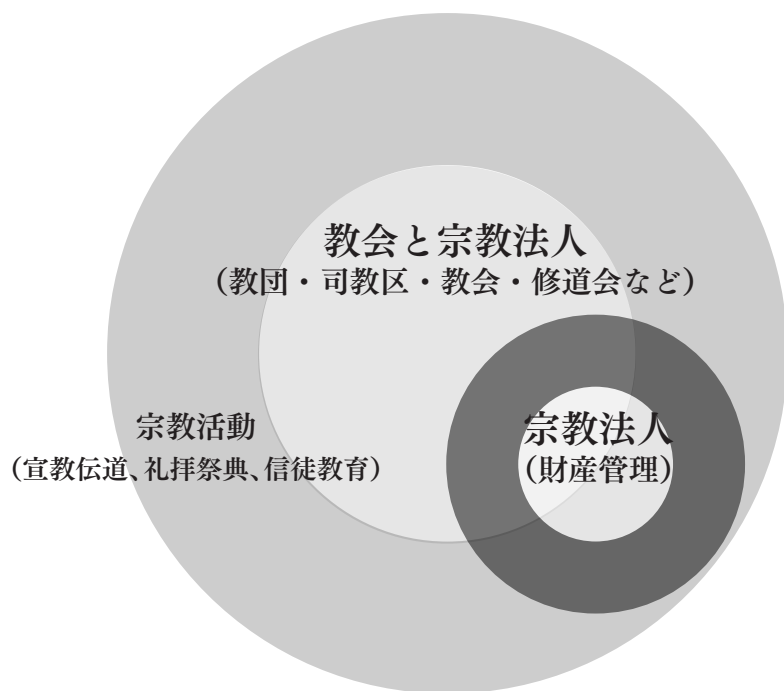 教会と宗教法人
（教団・司教区・教会・修道会など）
宗教活動
（宣教伝道、礼拝祭典、信徒教育）
宗教法人
（財産管理）